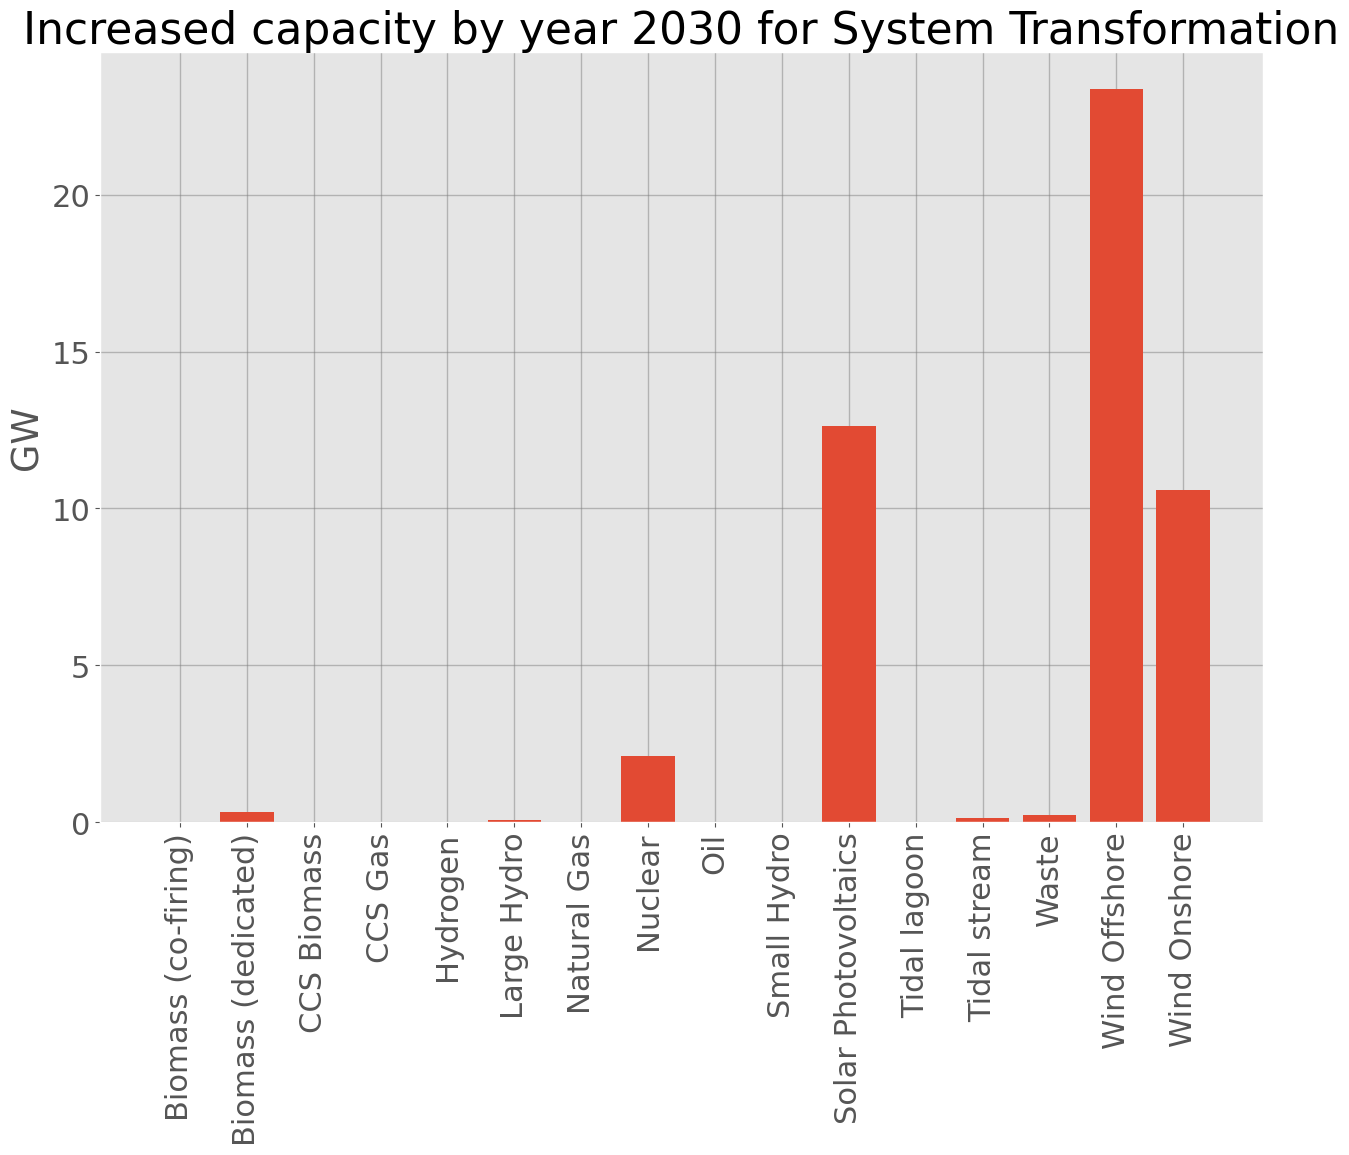 Increased capacity by year 2030 for System Transformation
GW
20
15
10
5
0
Biomass (co-firing)
Biomass (dedicated)
CCS Biomass
CCS Gas
Hydrogen
Large Hydro
Natural Gas
Nuclear
Oil
Small Hydro
Solar Photovoltaics
Tidal lagoon
Tidal stream
Waste
Wind Offshore
Wind Onshore